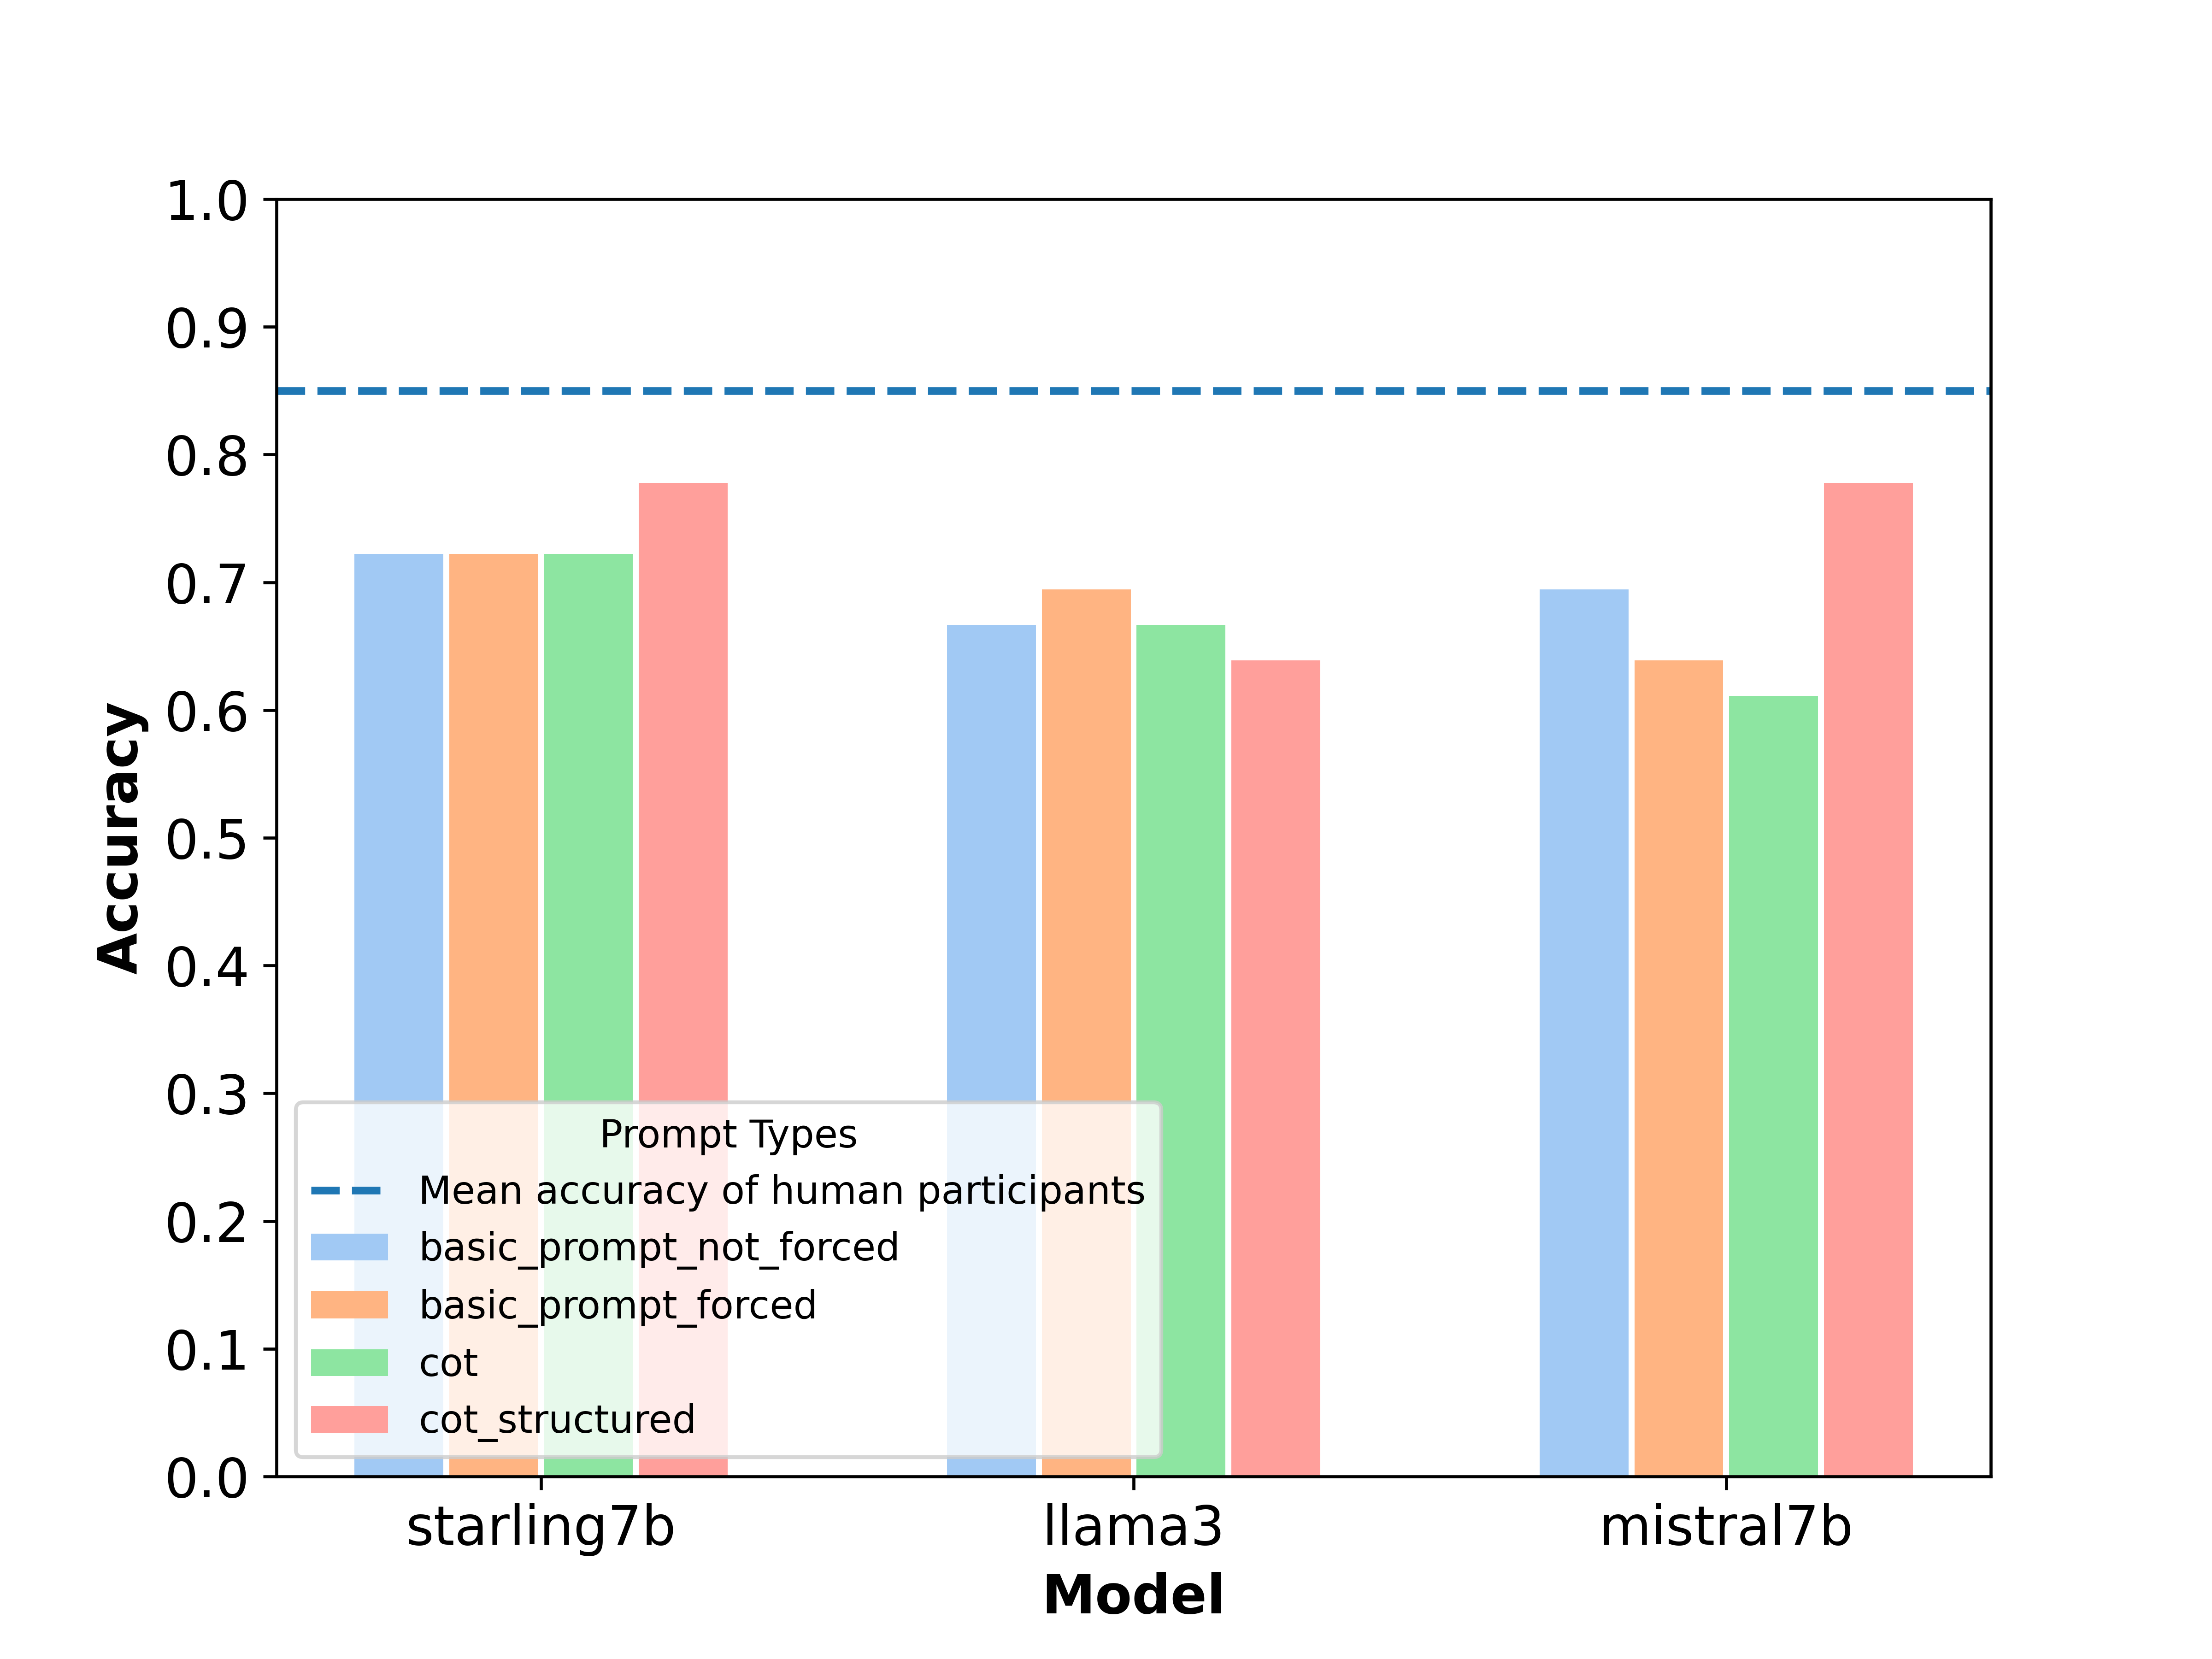 1.0
0.9
0.8
0.7
0.6
0.5
0.4
0.3
0.2
0.1
0.0
Accuracy
Prompt Types
Mean accuracy of human participants
basic_prompt_not_forced
basic_prompt_forced
cot
cot_structured
starling7b llama3 mistral7b
Model